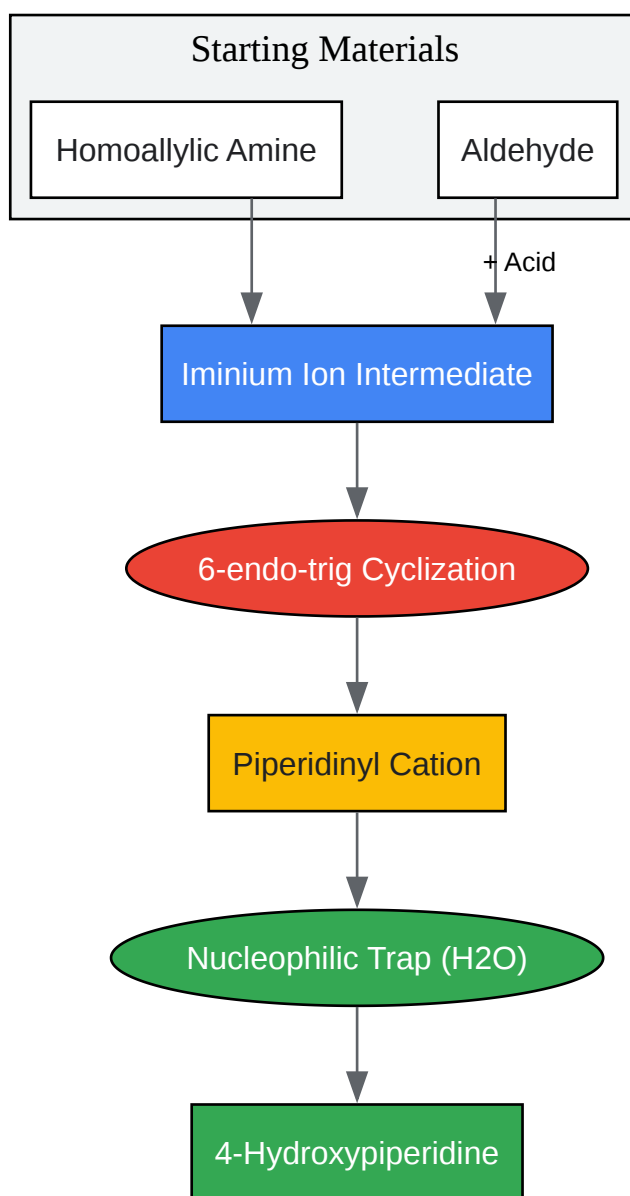 Starting Materials
Homoallylic Amine
Aldehyde
+ Acid
Iminium Ion Intermediate
6-endo-trig Cyclization
Piperidinyl Cation
Nucleophilic Trap (H2O)
4-Hydroxypiperidine